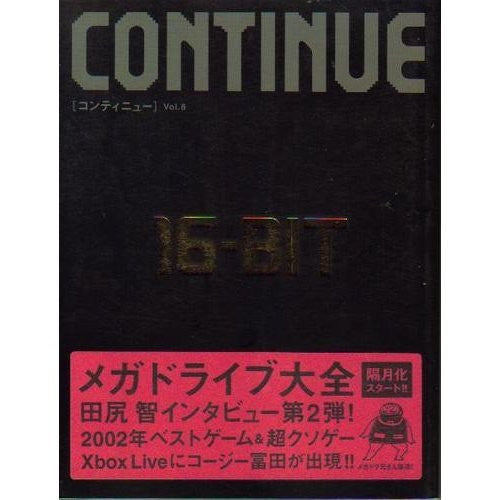 CONTINUE
[コンティニュー] Vol.8
16-BIT
メガドライブ大全
隔月化
スタート!!
田尻 智インタビュー第2弾!
2002年ベストゲーム&超クソゲー
Xbox Liveにコージー冨田が出現!!